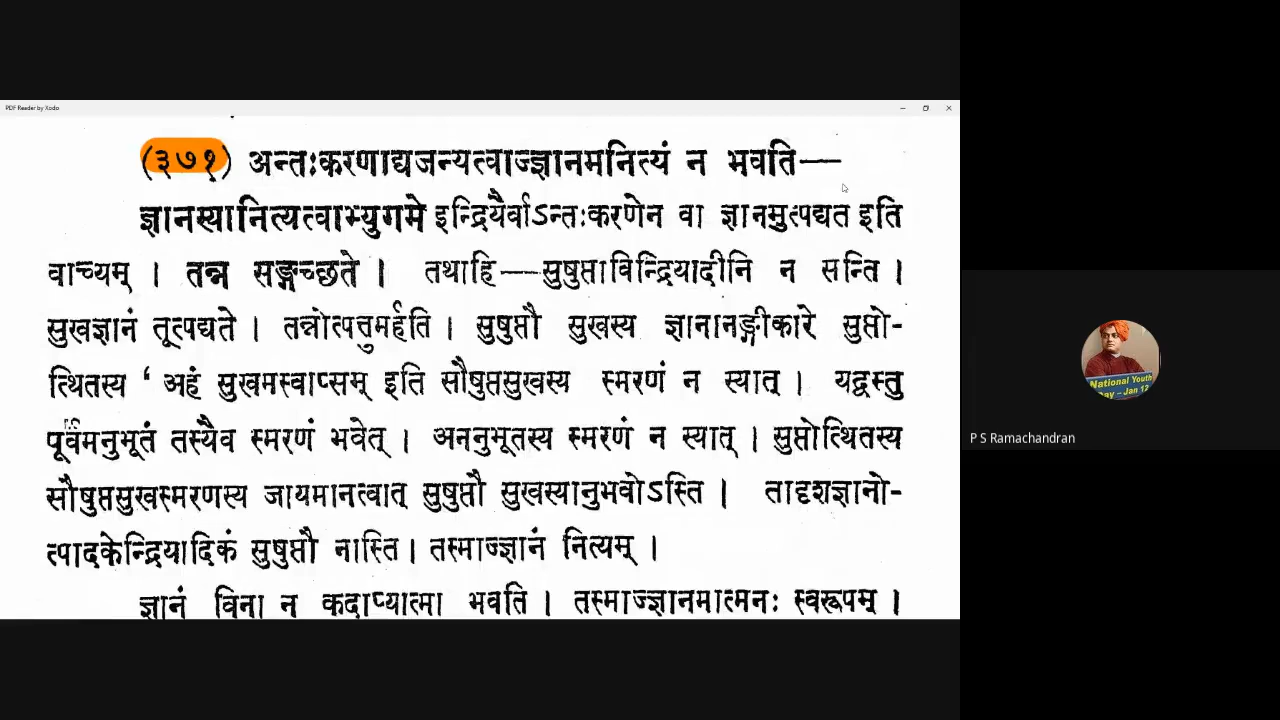 PDF Reader by Xodo
(३७१) अन्तःकरणाद्यजन्यत्वाज्ज्ञानमनित्यं न भवति—
ज्ञानस्यानित्यत्वाभ्युगमे इन्द्रियैर्वाऽन्तःकरणेन वा ज्ञानमुत्पद्यत इति
वाच्यम् । तन्न सङ्गच्छते । तथाहि—सुषुप्ताविन्द्रियादीनि न सन्ति ।
सुखज्ञानं तूत्पद्यते । तन्नोत्पत्तुमर्हति । सुषुप्तौ सुखस्य ज्ञानानङ्गीकारे सुप्तो-
त्थितस्य ‘ अहं सुखमस्वाप्सम् इति सौषुप्तसुखस्य स्मरणं न स्यात् । यद्वस्तु
पूर्वमनुभूतं तस्यैव स्मरणं भवेत् । अननुभूतस्य स्मरणं न स्यात् । सुप्तोत्थितस्य
सौषुप्तसुखस्मरणस्य जायमानत्वात् सुषुप्तौ सुखस्यानुभवोऽस्ति । तादृशज्ञानो-
त्पादकेन्द्रियादिकं सुषुप्तौ नास्ति । तस्माज्ज्ञानं नित्यम् ।
ज्ञानं विना न कदाप्यात्मा भवति । तस्माज्ज्ञानमात्मनः स्वरूपम् ।
National Youth
Day – Jan 12
P S Ramachandran